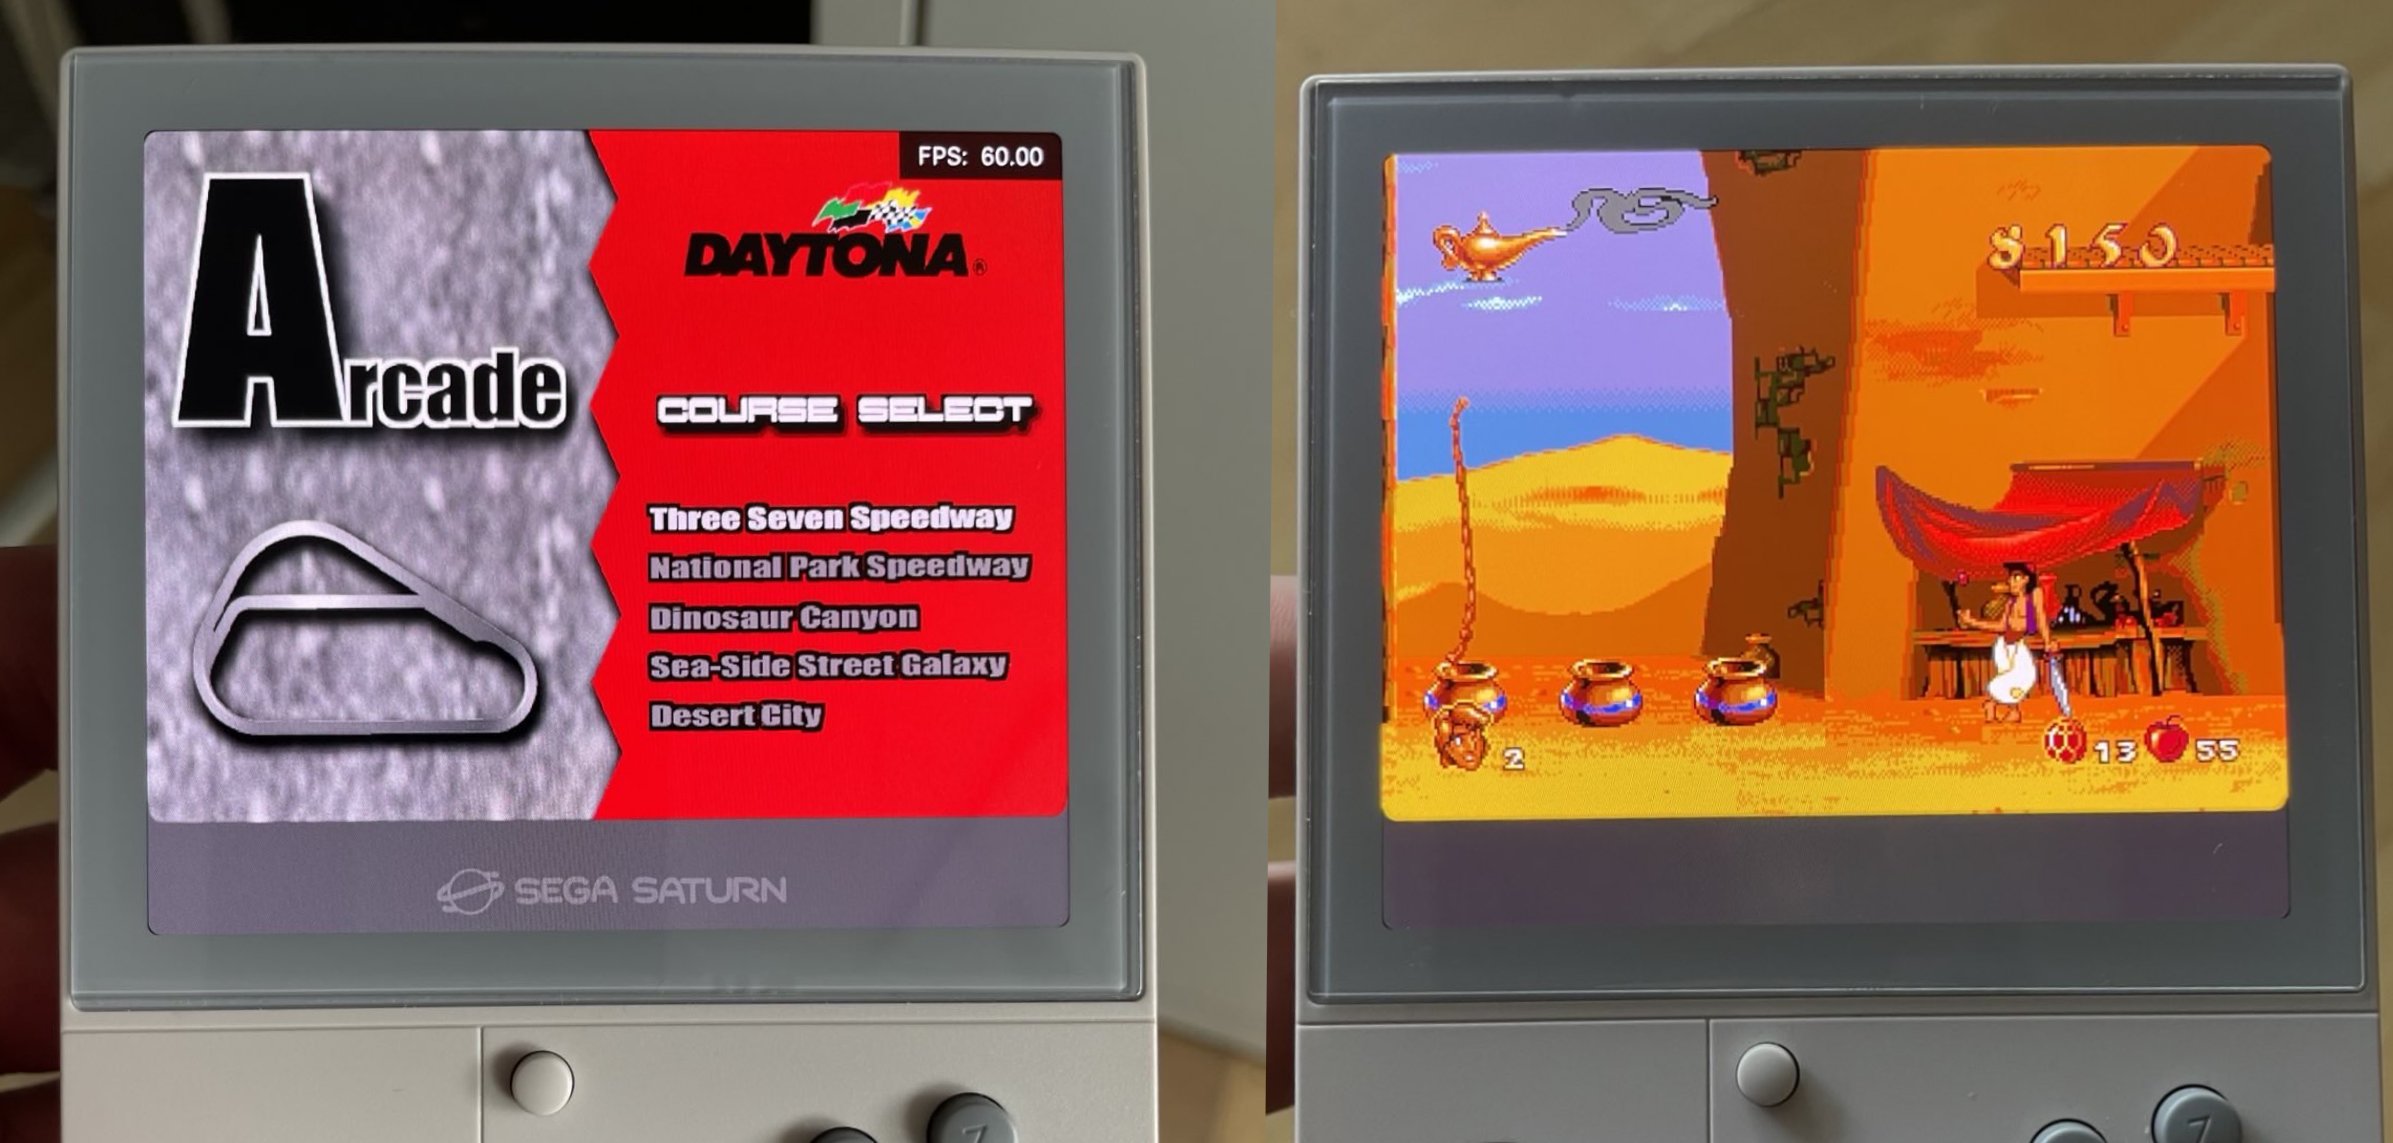 FPS: 60.00
Arcade
DAYTONA®
COURSE SELECT
Three Seven Speedway
National Park Speedway
Dinosaur Canyon
Sea-Side Street Galaxy
Desert City
SEGA SATURN
8150
2
13 55